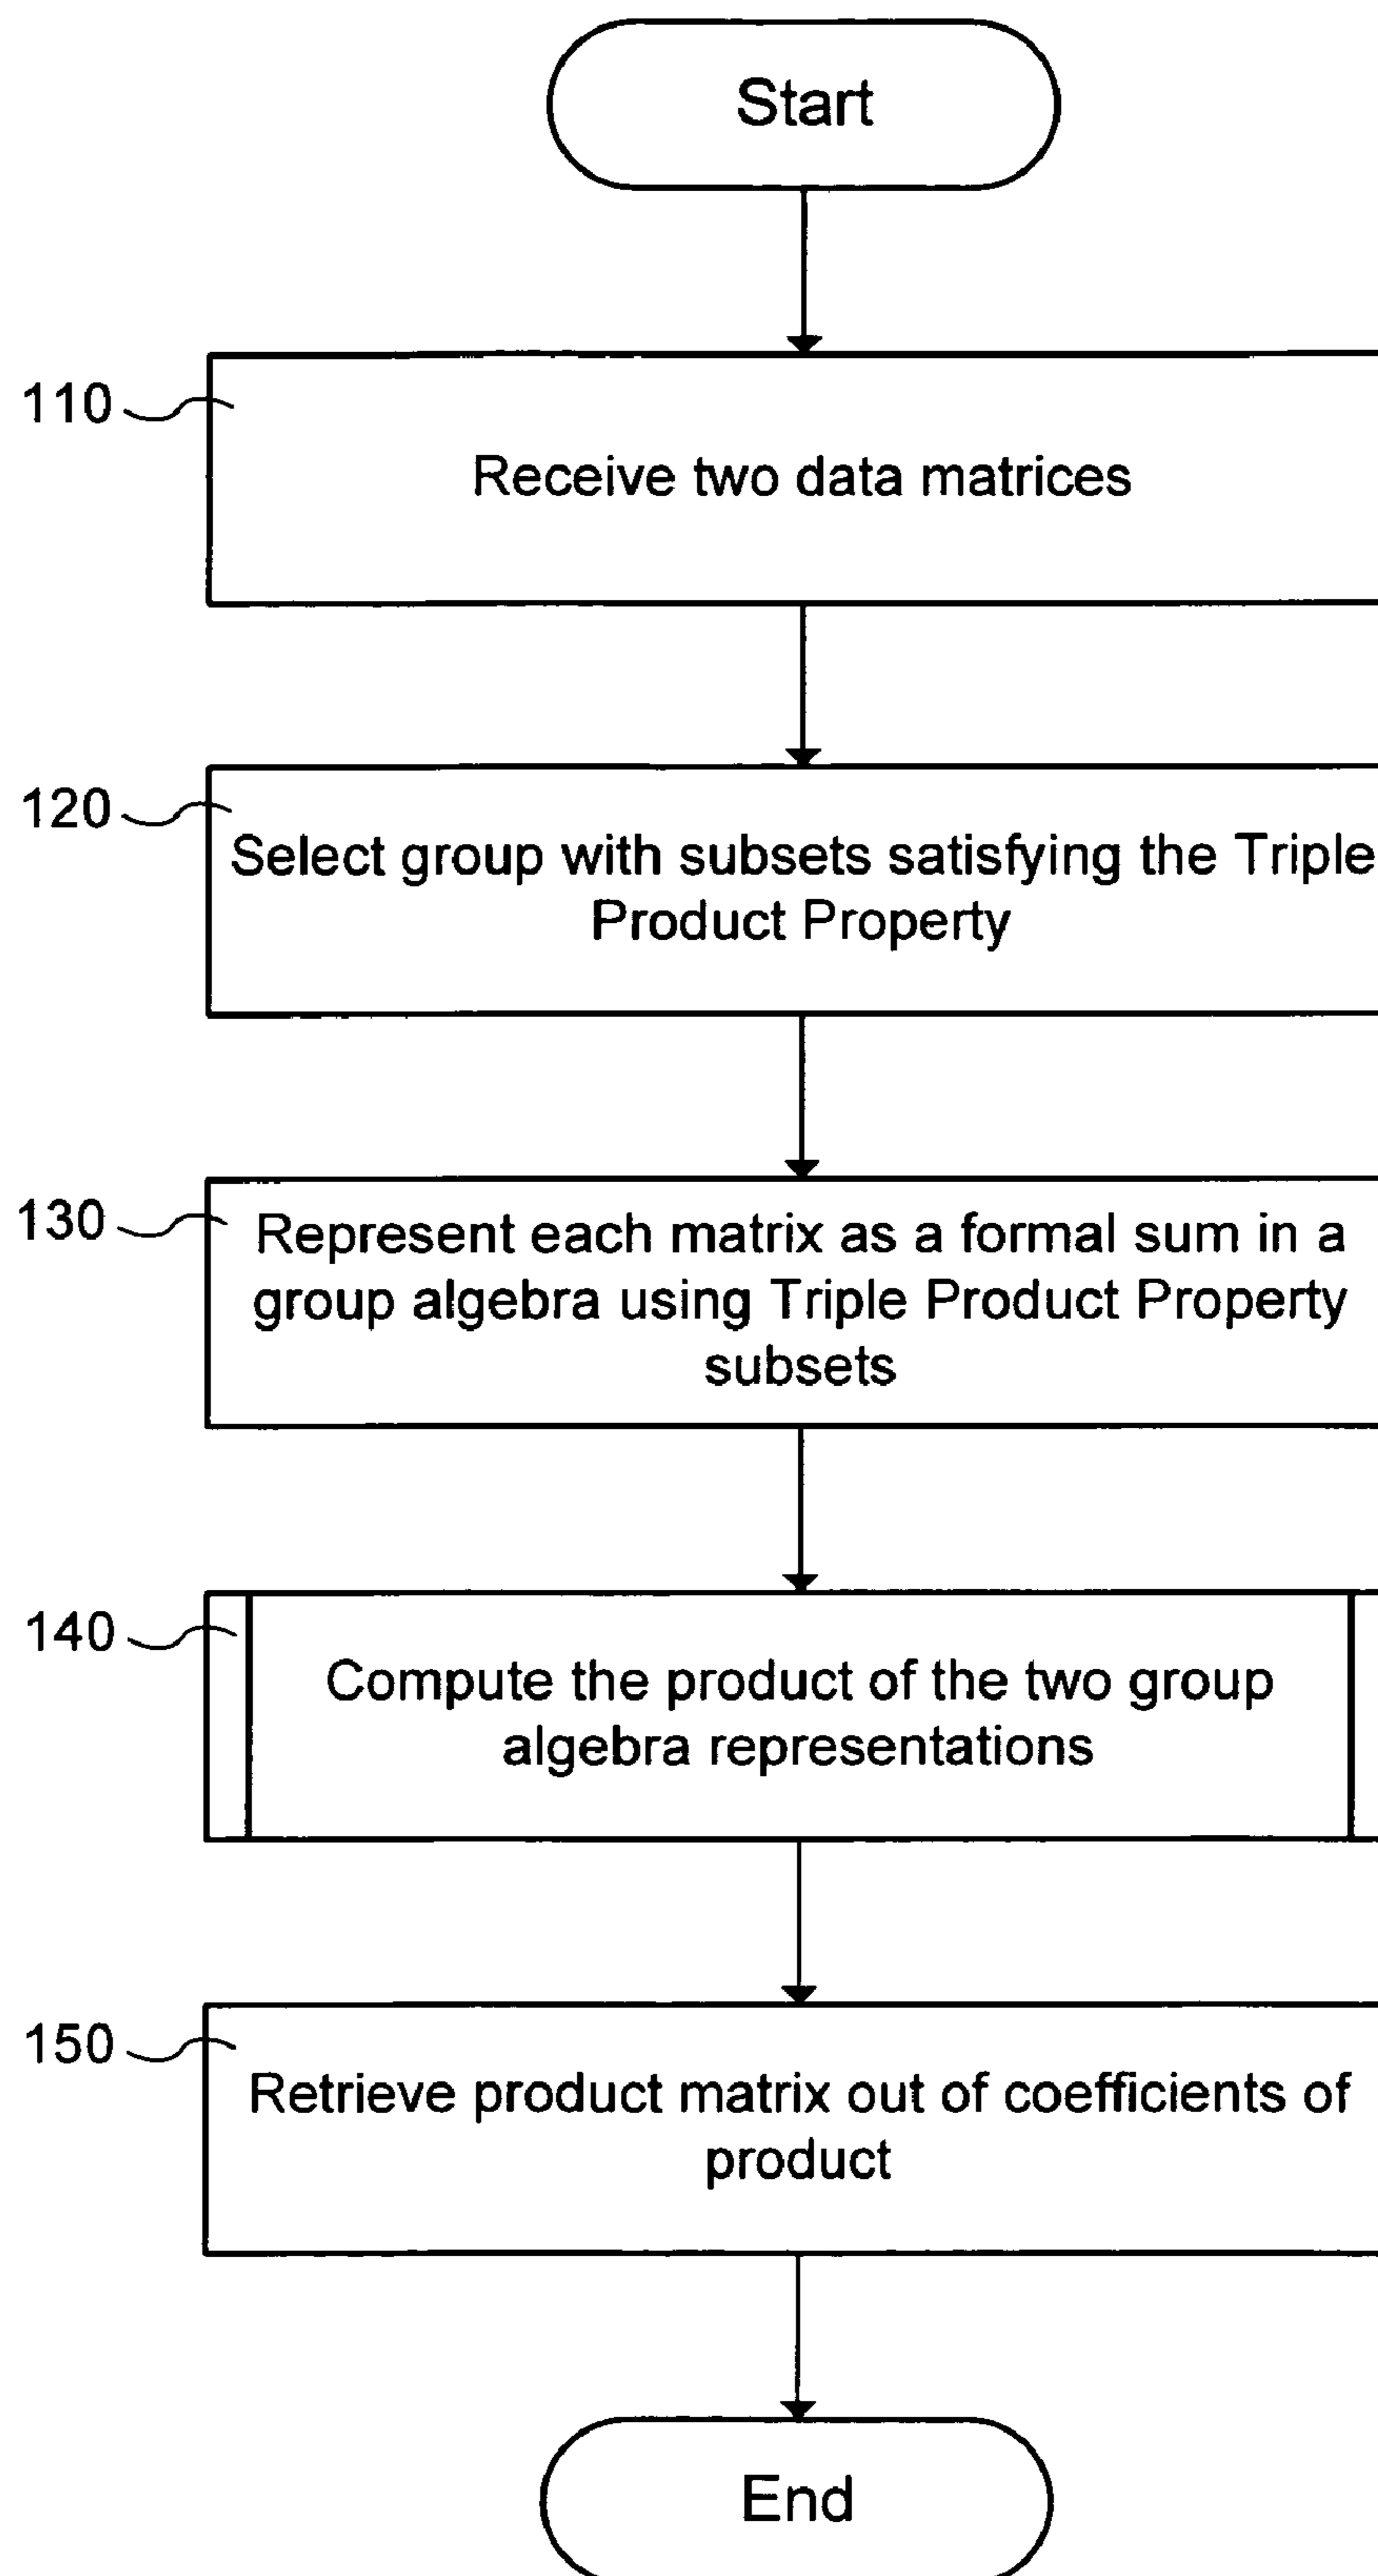 Start
110
Receive two data matrices
120
Select group with subsets satisfying the Triple
Product Property
130
Represent each matrix as a formal sum in a
group algebra using Triple Product Property
subsets
140
Compute the product of the two group
algebra representations
150
Retrieve product matrix out of coefficients of
product
End